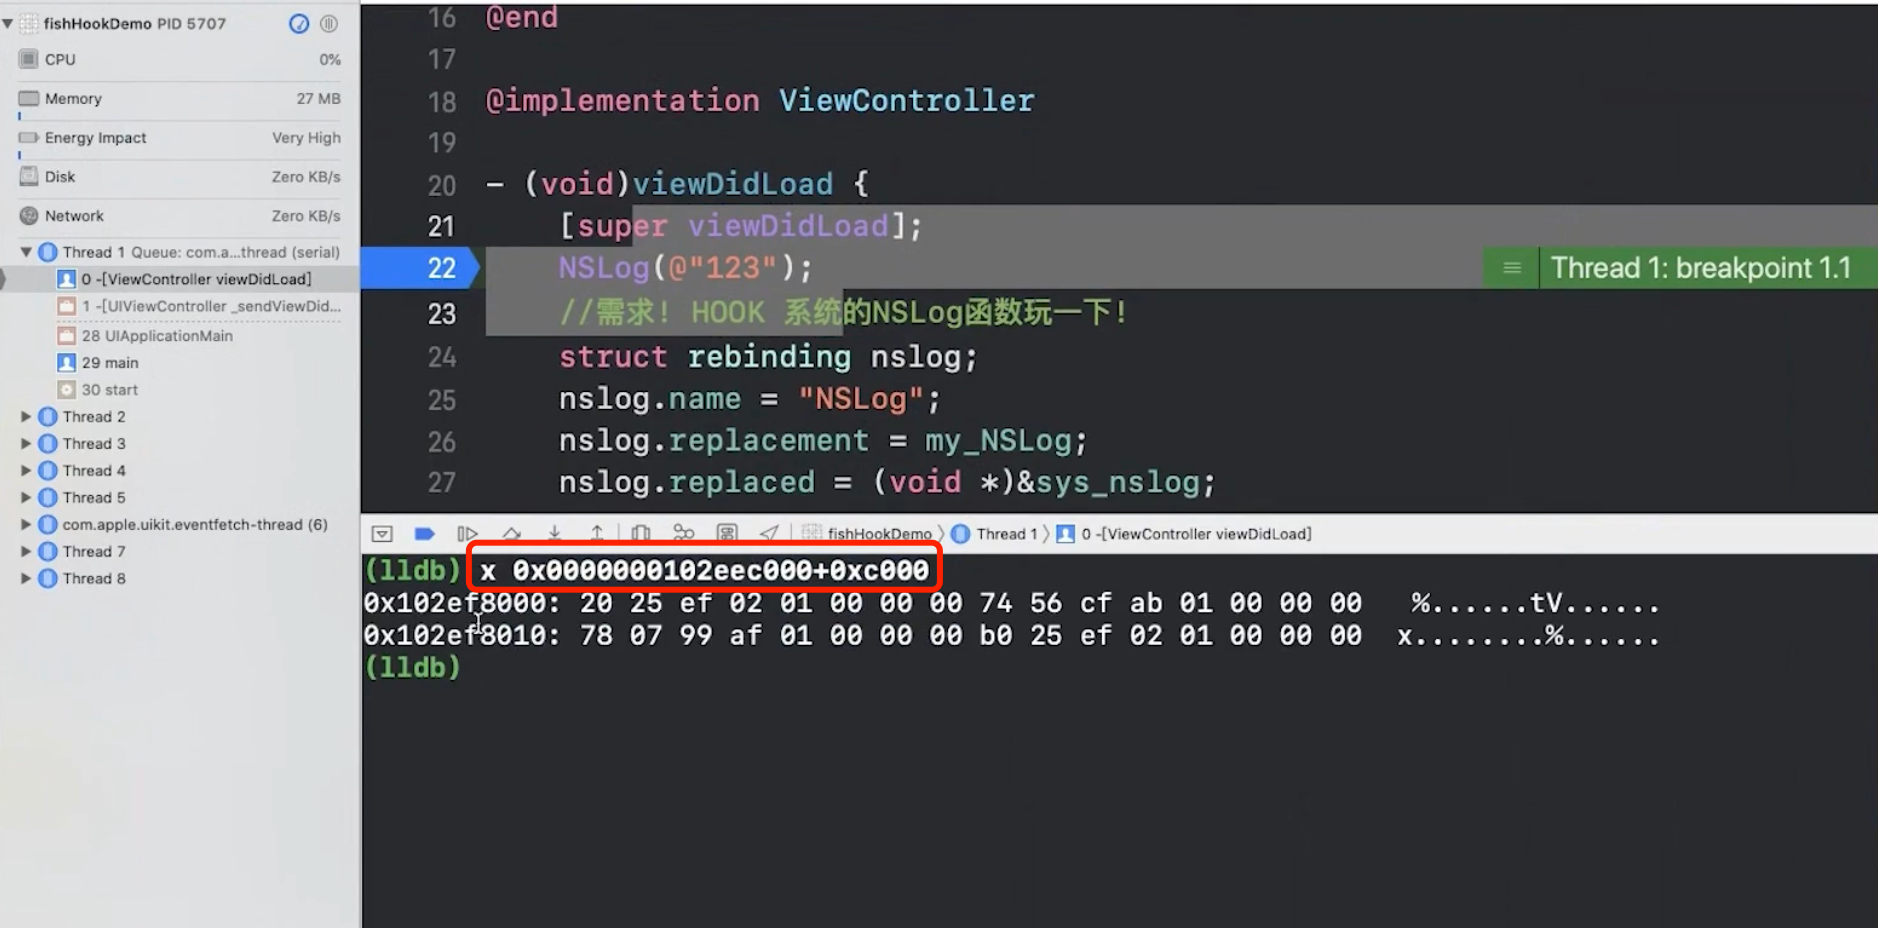 fishHookDemo PID 5707
CPU 0%
Memory 27 MB
Energy Impact Very High
Disk Zero KB/s
Network Zero KB/s
Thread 1 Queue: com.a...thread (serial)
0 -[ViewController viewDidLoad]
1 -[UIViewController _sendViewDid...
28 UIApplicationMain
29 main
30 start
Thread 2
Thread 3
Thread 4
Thread 5
com.apple.uikit.eventfetch-thread (6)
Thread 7
Thread 8
16 @end
17
18 @implementation ViewController
19
20 - (void)viewDidLoad {
21 [super viewDidLoad];
22 NSLog(@"123"); Thread 1: breakpoint 1.1
23 //需求! HOOK 系统的NSLog函数玩一下!
24 struct rebinding nslog;
25 nslog.name = "NSLog";
26 nslog.replacement = my_NSLog;
27 nslog.replaced = (void *)&sys_nslog;
fishHookDemo Thread 1 0 -[ViewController viewDidLoad]
(lldb) x 0x0000000102eec000+0xc000
0x102ef8000: 20 25 ef 02 01 00 00 00 74 56 cf ab 01 00 00 00 %......tV......
0x102ef8010: 78 07 99 af 01 00 00 00 b0 25 ef 02 01 00 00 00 x........%......
(lldb)